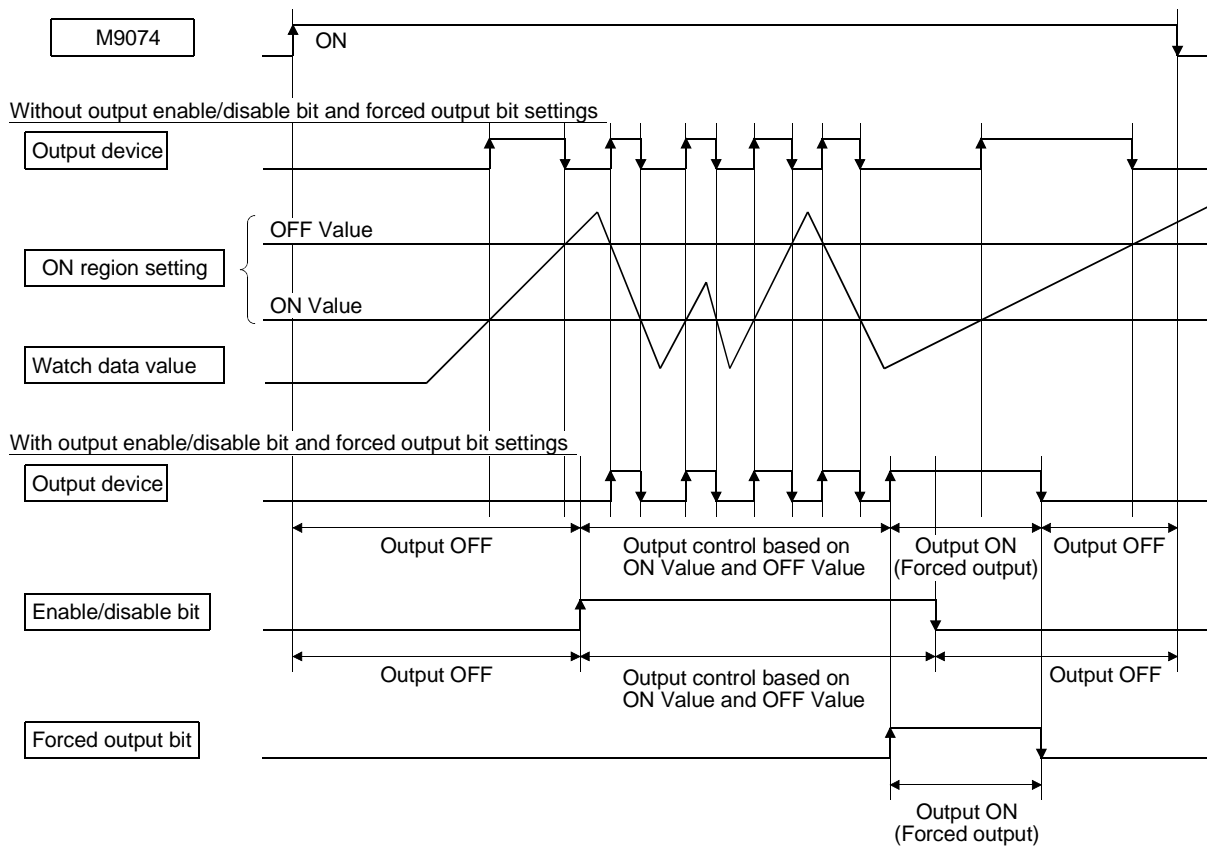 M9074
ON
Without output enable/disable bit and forced output bit settings
Output device
OFF Value
ON region setting
ON Value
Watch data value
With output enable/disable bit and forced output bit settings
Output device
Output OFF
Output control based on
ON Value and OFF Value
Output ON
(Forced output)
Output OFF
Enable/disable bit
Output OFF
Output control based on
ON Value and OFF Value
Output OFF
Forced output bit
Output ON
(Forced output)